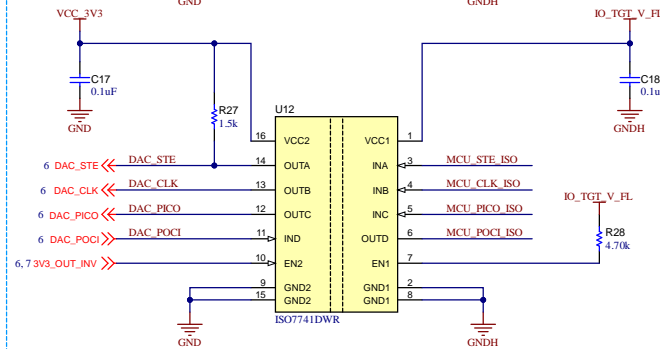 GND
GNDH
VCC_3V3
IO_TGT_V_FL
C17
0.1uF
GND
R27
1.5k
U12
C18
0.1u
GNDH
16
VCC2
VCC1
1
6 DAC_STE
DAC_STE
14
OUTA
INA
3
MCU_STE_ISO
6 DAC_CLK
DAC_CLK
13
OUTB
INB
4
MCU_CLK_ISO
6 DAC_PICO
DAC_PICO
12
OUTC
INC
5
MCU_PICO_ISO
6 DAC_POCI
DAC_POCI
11
IND
OUTD
6
MCU_POCI_ISO
IO_TGT_V_FL
R28
4.70k
6, 7 3V3_OUT_INV
10
EN2
EN1
7
9
GND2
GND1
2
15
GND2
GND1
8
ISO7741DWR
GND
GNDH